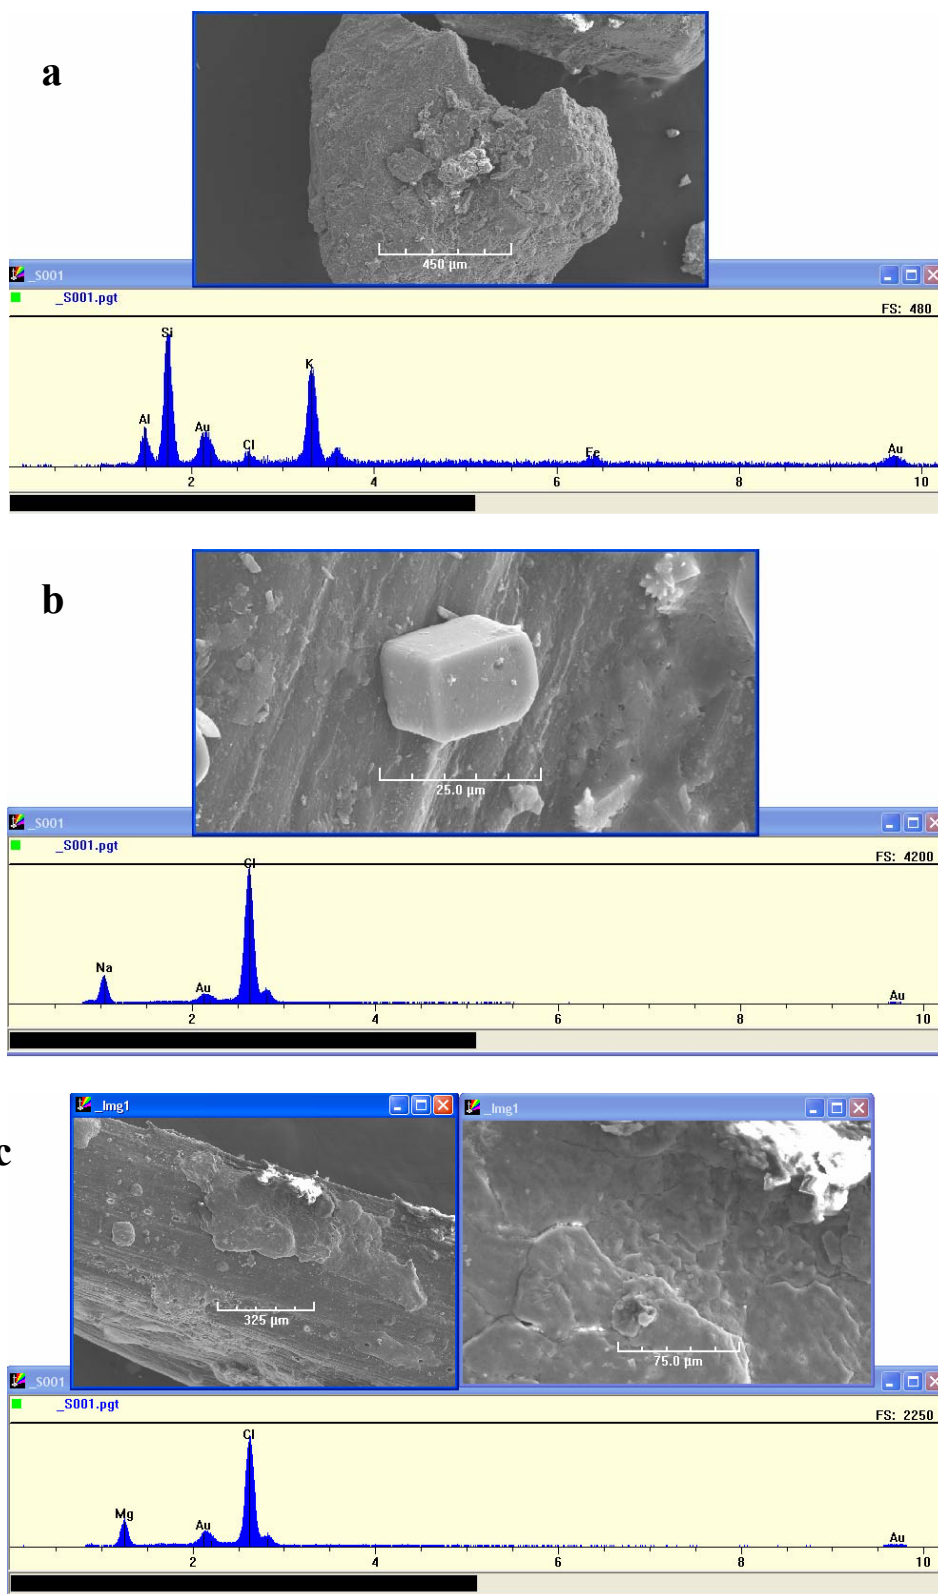 a
450 µm
_S001
_S001.pgt
FS: 480
Si
K
Al
Au
Cl
Fe
Au
2 4 6 8 10
b
25.0 µm
_S001
_S001.pgt
FS: 4200
Cl
Na
Au
Au
2 4 6 8 10
_Img1 _Img1
c
325 µm
75.0 µm
_S001
_S001.pgt
FS: 2250
Cl
Mg
Au
Au
2 4 6 8 10